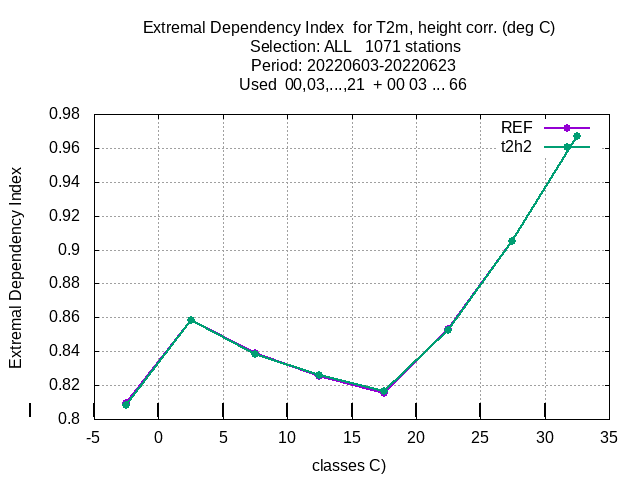 Extremal Dependency Index  for T2m, height corr. (deg C)
Selection: ALL   1071 stations
Period: 20220603-20220623
Used  00,03,...,21  + 00 03 ... 66
REF
t2h2
Extremal Dependency Index
0.98
0.96
0.94
0.92
0.9
0.88
0.86
0.84
0.82
0.8
-5 0 5 10 15 20 25 30 35
classes C)